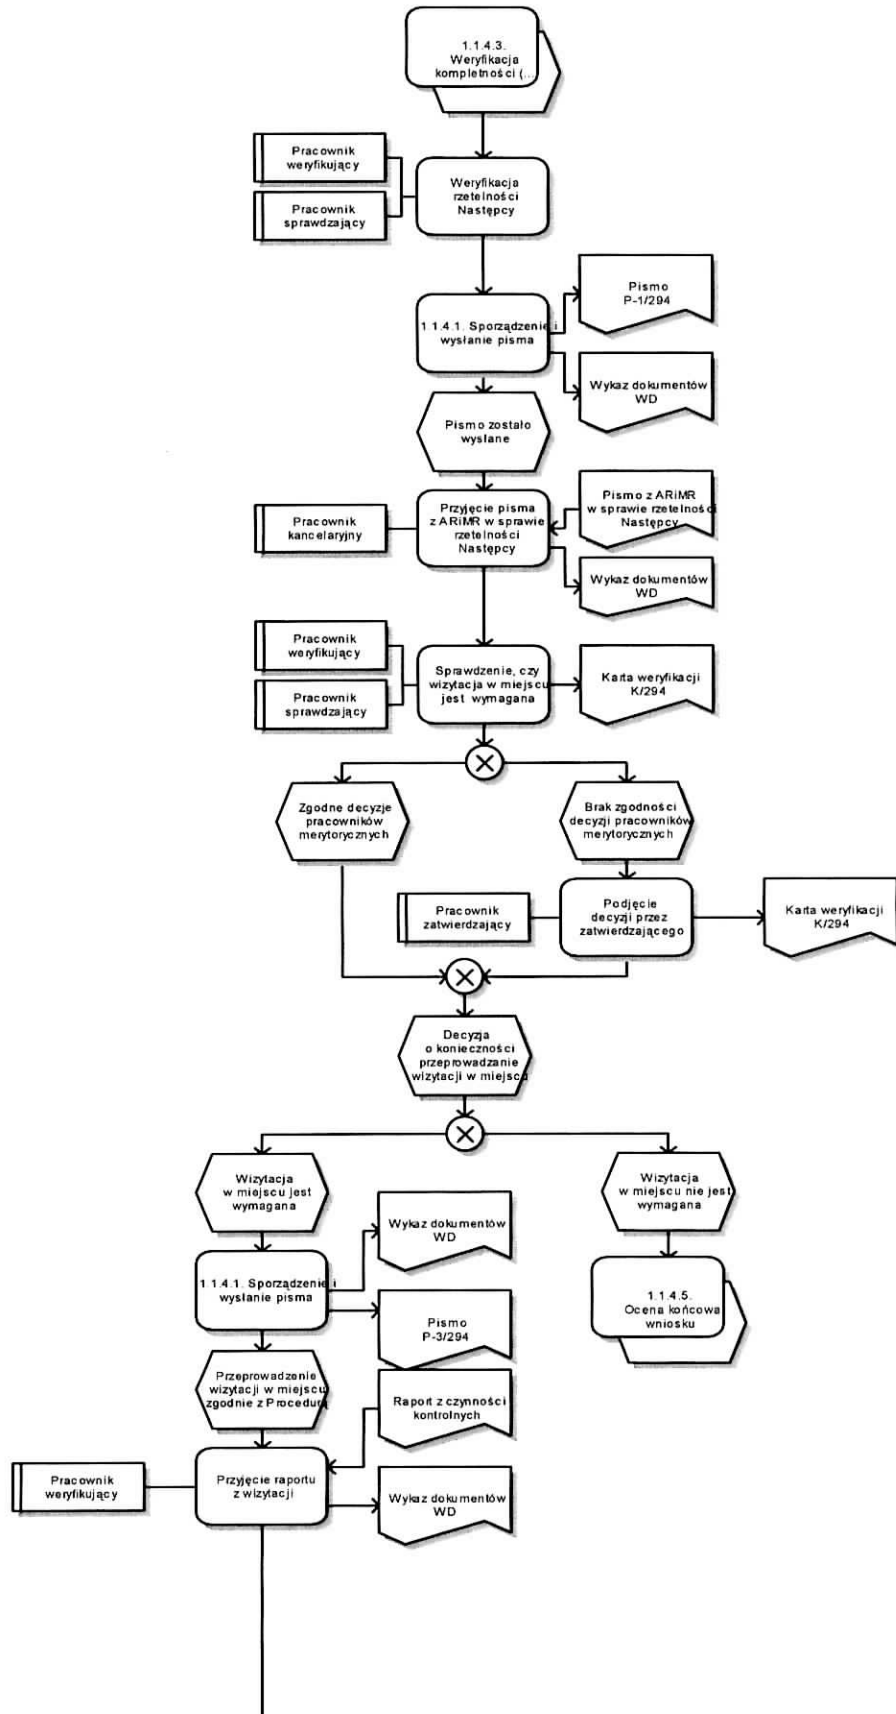 1.1.4.3.
Weryfikacja
kompletności (...
Pracownik
weryfikujący
Pracownik
sprawdzający
Weryfikacja
rzetelności
Następcy
Pismo
P-1/294
1.1.4.1. Sporządzenie i
wysłanie pisma
Wykaz dokumentów
WD
Pismo zostało
wysłane
Pracownik
kancelaryjny
Przyjęcie pisma
z ARiMR w sprawie
rzetelności
Następcy
Pismo z ARiMR
w sprawie rzetelności
Następcy
Wykaz dokumentów
WD
Pracownik
weryfikujący
Pracownik
sprawdzający
Sprawdzenie, czy
wizytacja w miejscu
jest wymagana
Karta weryfikacji
K/294
Zgodne decyzje
pracowników
merytorycznych
Brak zgodności
decyzji pracowników
merytorycznych
Pracownik
zatwierdzający
Podjęcie
decyzji przez
zatwierdzającego
Karta weryfikacji
K/294
Decyzja
o konieczności
przeprowadzanie
wizytacji w miejscu
Wizytacja
w miejscu jest
wymagana
Wizytacja
w miejscu nie jest
wymagana
Wykaz dokumentów
WD
1.1.4.1. Sporządzenie i
wysłanie pisma
Pismo
P-3/294
1.1.4.5.
Ocena końcowa
wniosku
Przeprowadzenie
wizytacji w miejscu
zgodnie z Procedurą
Raport z czynności
kontrolnych
Pracownik
weryfikujący
Przyjęcie raportu
z wizytacji
Wykaz dokumentów
WD